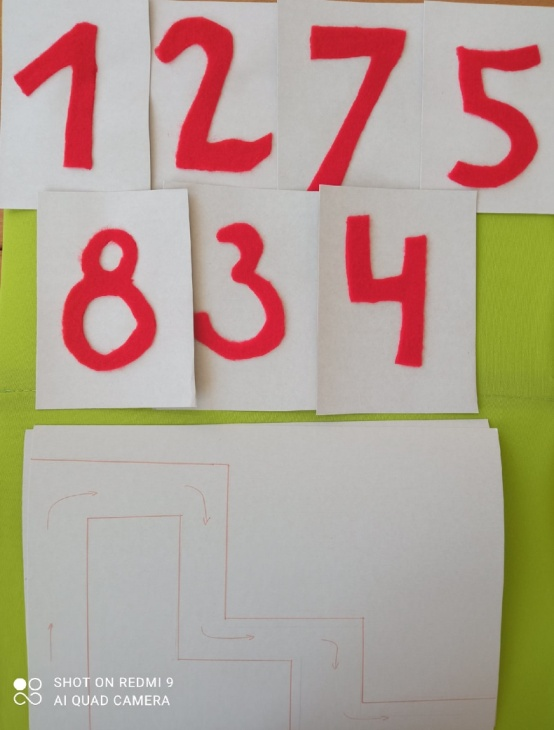 1 2 7 5
8 3 4
SHOT ON REDMI 9
AI QUAD CAMERA